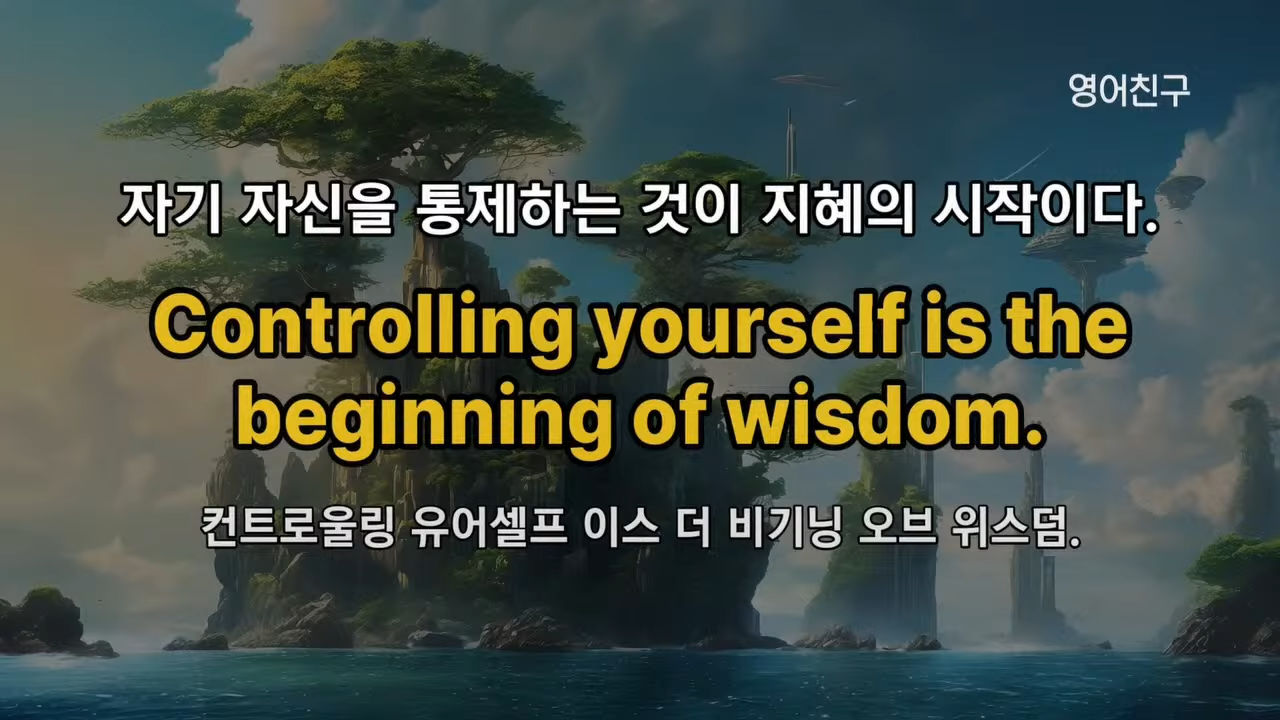 영어친구
자기 자신을 통제하는 것이 지혜의 시작이다.
Controlling yourself is the
beginning of wisdom.
컨트로울링 유어셀프 이스 더 비기닝 오브 위스덤.